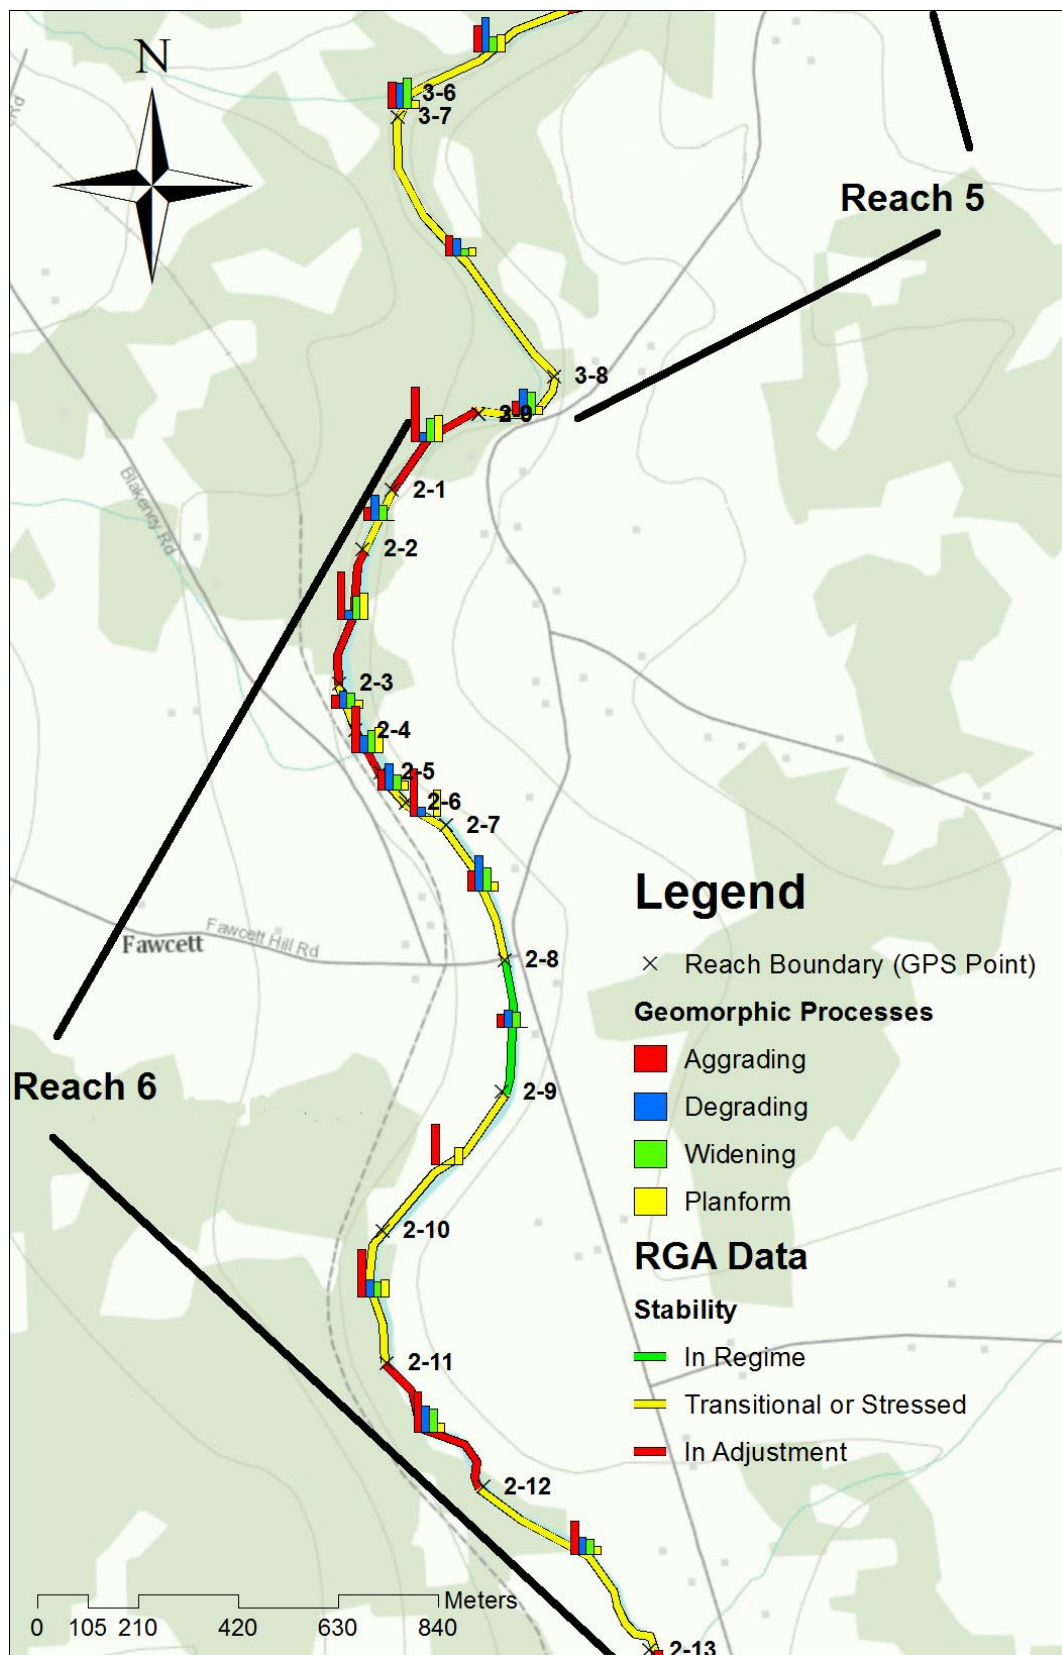 N
3-6
3-7
Rd
Reach 5
3-8
2-1
Blakeney Rd
2-2
2-3
2-4
2-5
2-6
2-7
Legend
Fawcett Hill Rd
Fawcett
2-8
Reach Boundary (GPS Point)
Geomorphic Processes
Aggrading
Reach 6
2-9
Degrading
Widening
Planform
2-10
RGA Data
Stability
In Regime
2-11
Transitional or Stressed
In Adjustment
2-12
Meters
0 105 210 420 630 840
2-13